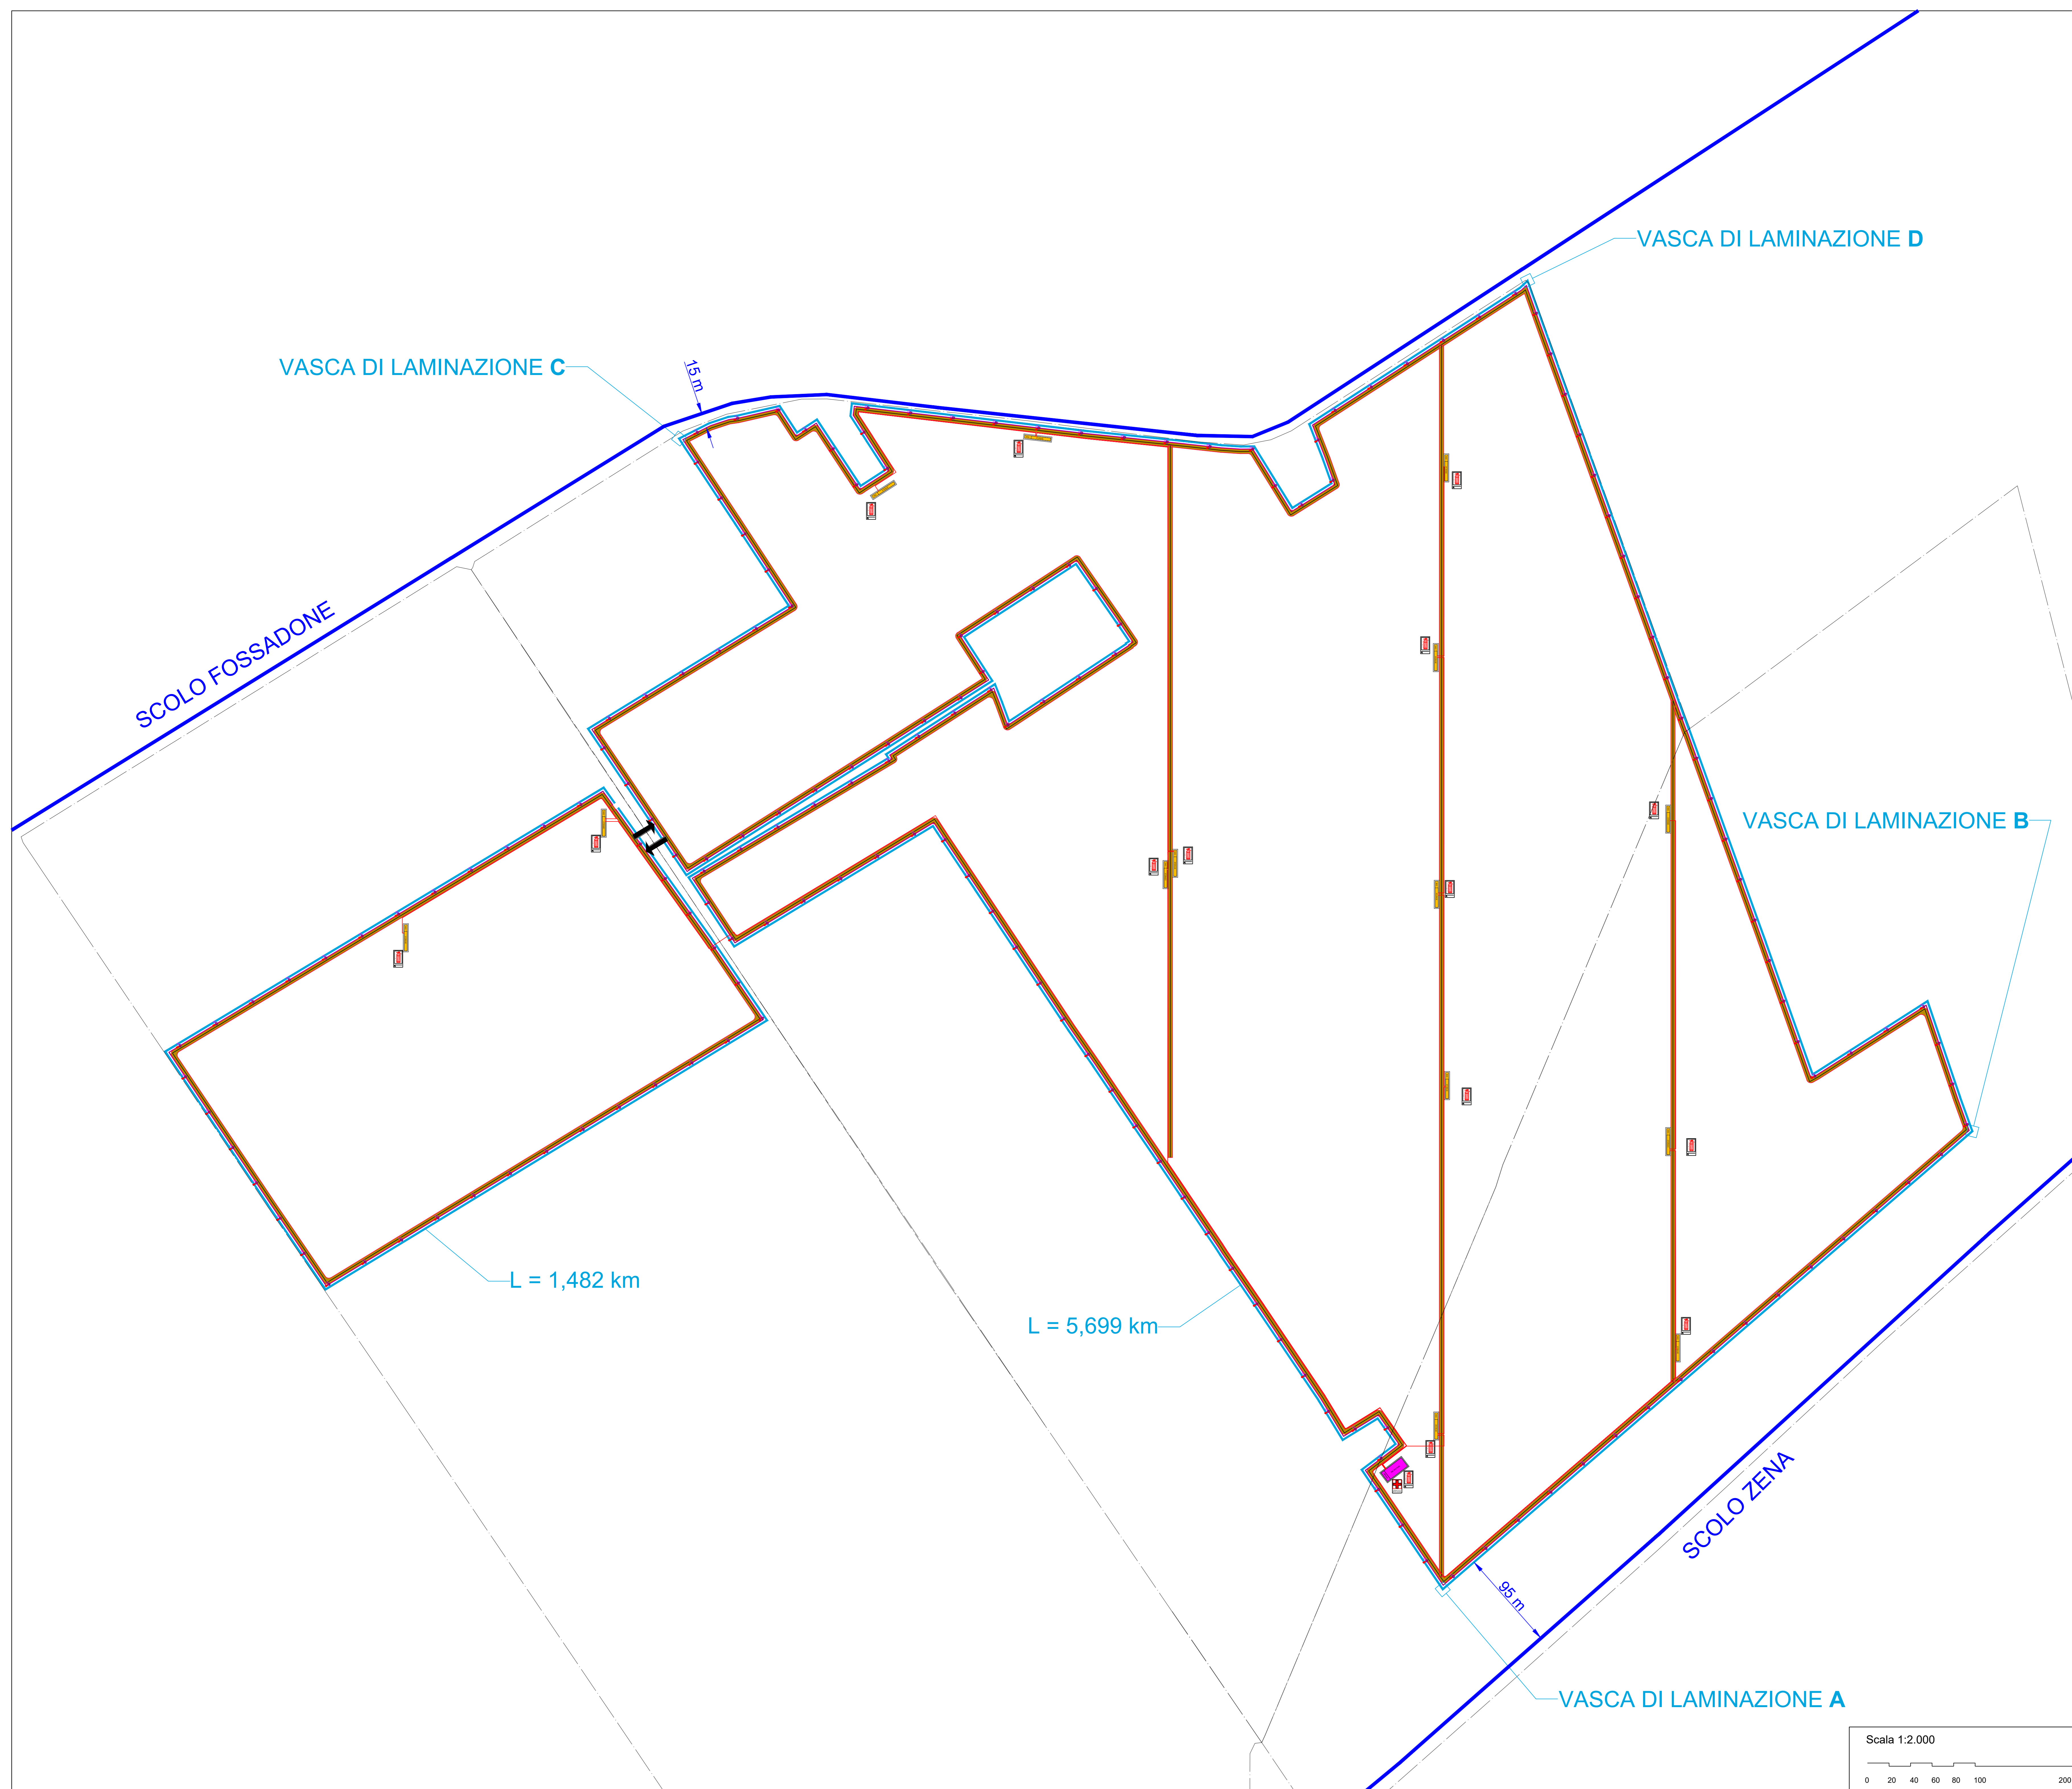 VASCA DI LAMINAZIONE D
VASCA DI LAMINAZIONE C
15 m
SCOLO FOSSADONE
VASCA DI LAMINAZIONE B
L = 1,482 km
L = 5,699 km
SCOLO ZENA
95 m
VASCA DI LAMINAZIONE A
Scala 1:2.000
0 20 40 60 80 100 200